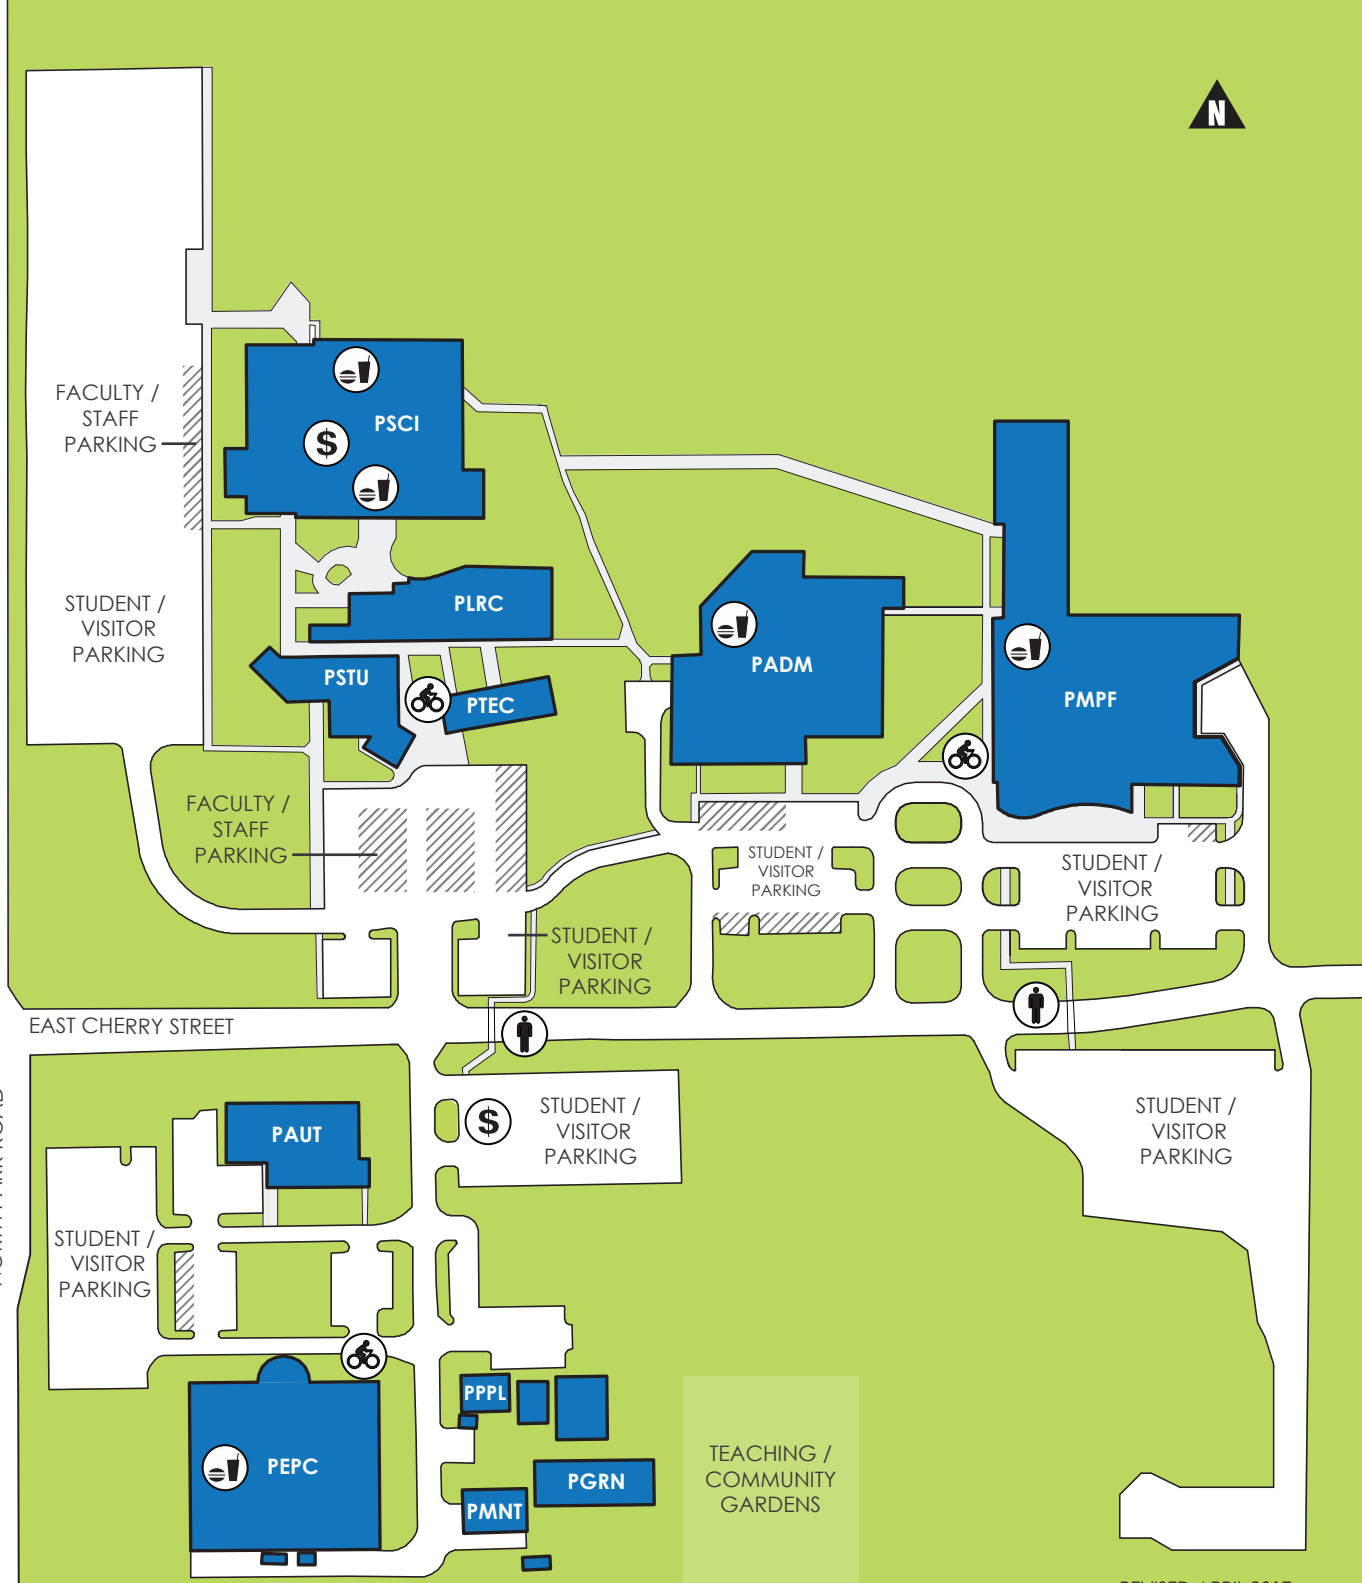 N
FACULTY /
STAFF
PARKING
$
PSCI
STUDENT /
VISITOR
PARKING
PLRC
PSTU
PTEC
PADM
PMPF
FACULTY /
STAFF
PARKING
STUDENT /
VISITOR
PARKING
STUDENT /
VISITOR
PARKING
STUDENT /
VISITOR
PARKING
EAST CHERRY STREET
$
STUDENT /
VISITOR
PARKING
STUDENT /
VISITOR
PARKING
PAUT
STUDENT /
VISITOR
PARKING
PPPL
PEPC
PGRN
PMNT
TEACHING /
COMMUNITY
GARDENS